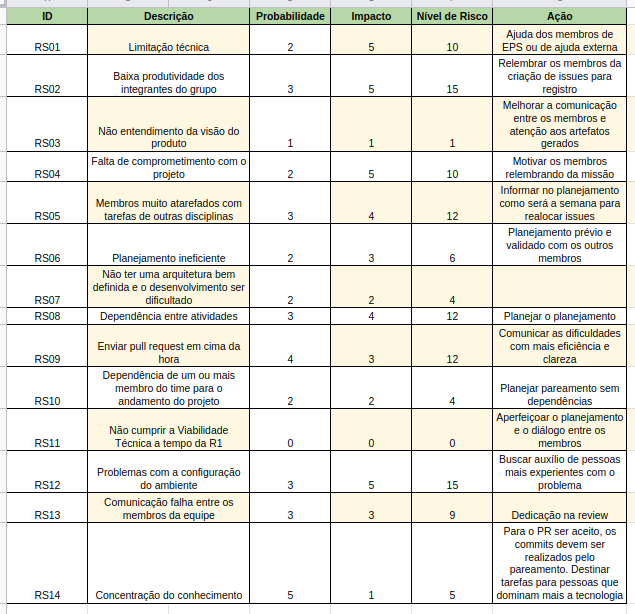 ID Descrição Probabilidade Impacto Nível de Risco Ação
RS01 Limitação técnica 2 5 10 Ajuda dos membros de
EPS ou de ajuda externa
RS02 Baixa produtividade dos
integrantes do grupo 3 5 15 Relembrar os membros da
criação de issues para
registro
RS03 Não entendimento da visão do
produto 1 1 1 Melhorar a comunicação
entre os membros e
atenção aos artefatos
gerados
RS04 Falta de comprometimento com o
projeto 2 5 10 Motivar os membros
relembrando da missão
RS05 Membros muito atarefados com
tarefas de outras disciplinas 3 4 12 Informar no planejamento
como será a semana para
realocar issues
RS06 Planejamento ineficiente 2 3 6 Planejamento prévio e
validado com os outros
membros
RS07 Não ter uma arquitetura bem
definida e o desenvolvimento ser
dificultado 2 2 4
RS08 Dependência entre atividades 3 4 12 Planejar o planejamento
RS09 Enviar pull request em cima da
hora 4 3 12 Comunicar as dificuldades
com mais eficiência e
clareza
RS10 Dependência de um ou mais
membro do time para o
andamento do projeto 2 2 4 Planejar pareamento sem
dependências
RS11 Não cumprir a Viabilidade
Técnica a tempo da R1 0 0 0 Aperfeiçoar o planejamento
e o diálogo entre os
membros
RS12 Problemas com a configuração
do ambiente 3 5 15 Buscar auxílio de pessoas
mais experientes com o
problema
RS13 Comunicação falha entre os
membros da equipe 3 3 9 Dedicação na review
RS14 Concentração do conhecimento 5 1 5 Para o PR ser aceito, os
commits devem ser
realizados pelo
pareamento. Destinar
tarefas para pessoas que
dominam mais a tecnologia